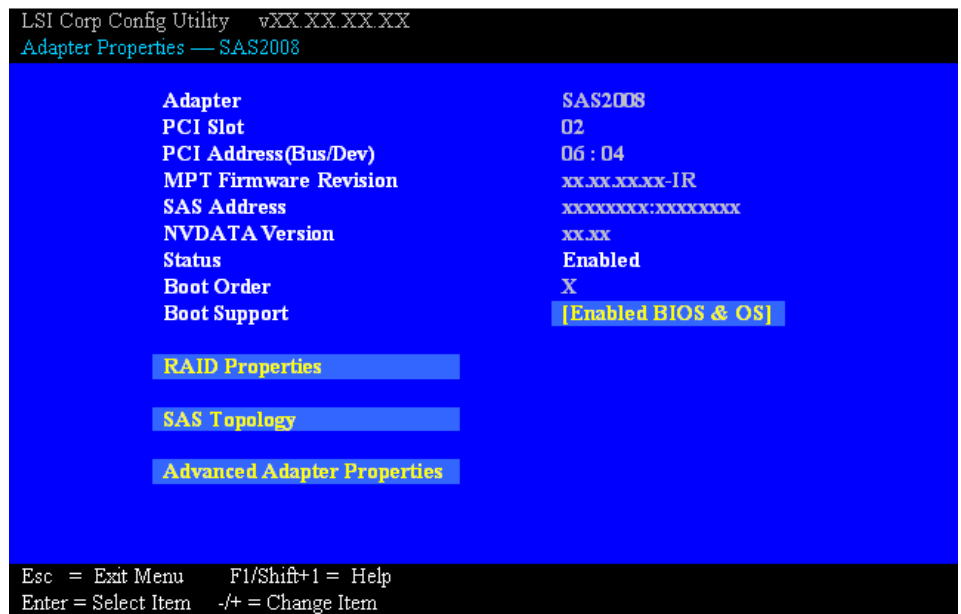 LSI Corp Config Utility vXX.XX.XX.XX
Adapter Properties — SAS2008
Adapter SAS2008
PCI Slot 02
PCI Address(Bus/Dev) 06 : 04
MPT Firmware Revision xx.xx.xx.xx-IR
SAS Address xxxxxxxx:xxxxxxxx
NVDATA Version xx.xx
Status Enabled
Boot Order X
Boot Support [Enabled BIOS & OS]
RAID Properties
SAS Topology
Advanced Adapter Properties
Esc = Exit Menu F1/Shift+1 = Help
Enter = Select Item -/+ = Change Item